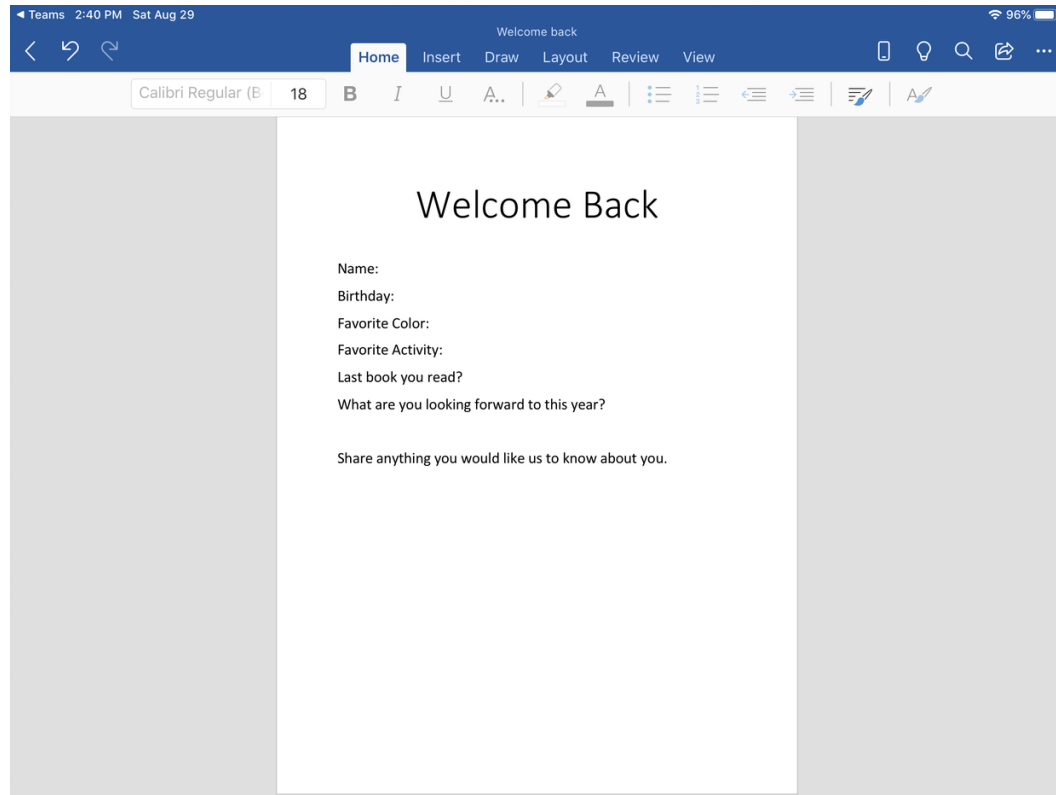 ◀ Teams 2:40 PM Sat Aug 29 96%
Welcome back
Home Insert Draw Layout Review View
Calibri Regular (B 18 B I U A.. A A
Welcome Back
Name:
Birthday:
Favorite Color:
Favorite Activity:
Last book you read?
What are you looking forward to this year?
Share anything you would like us to know about you.